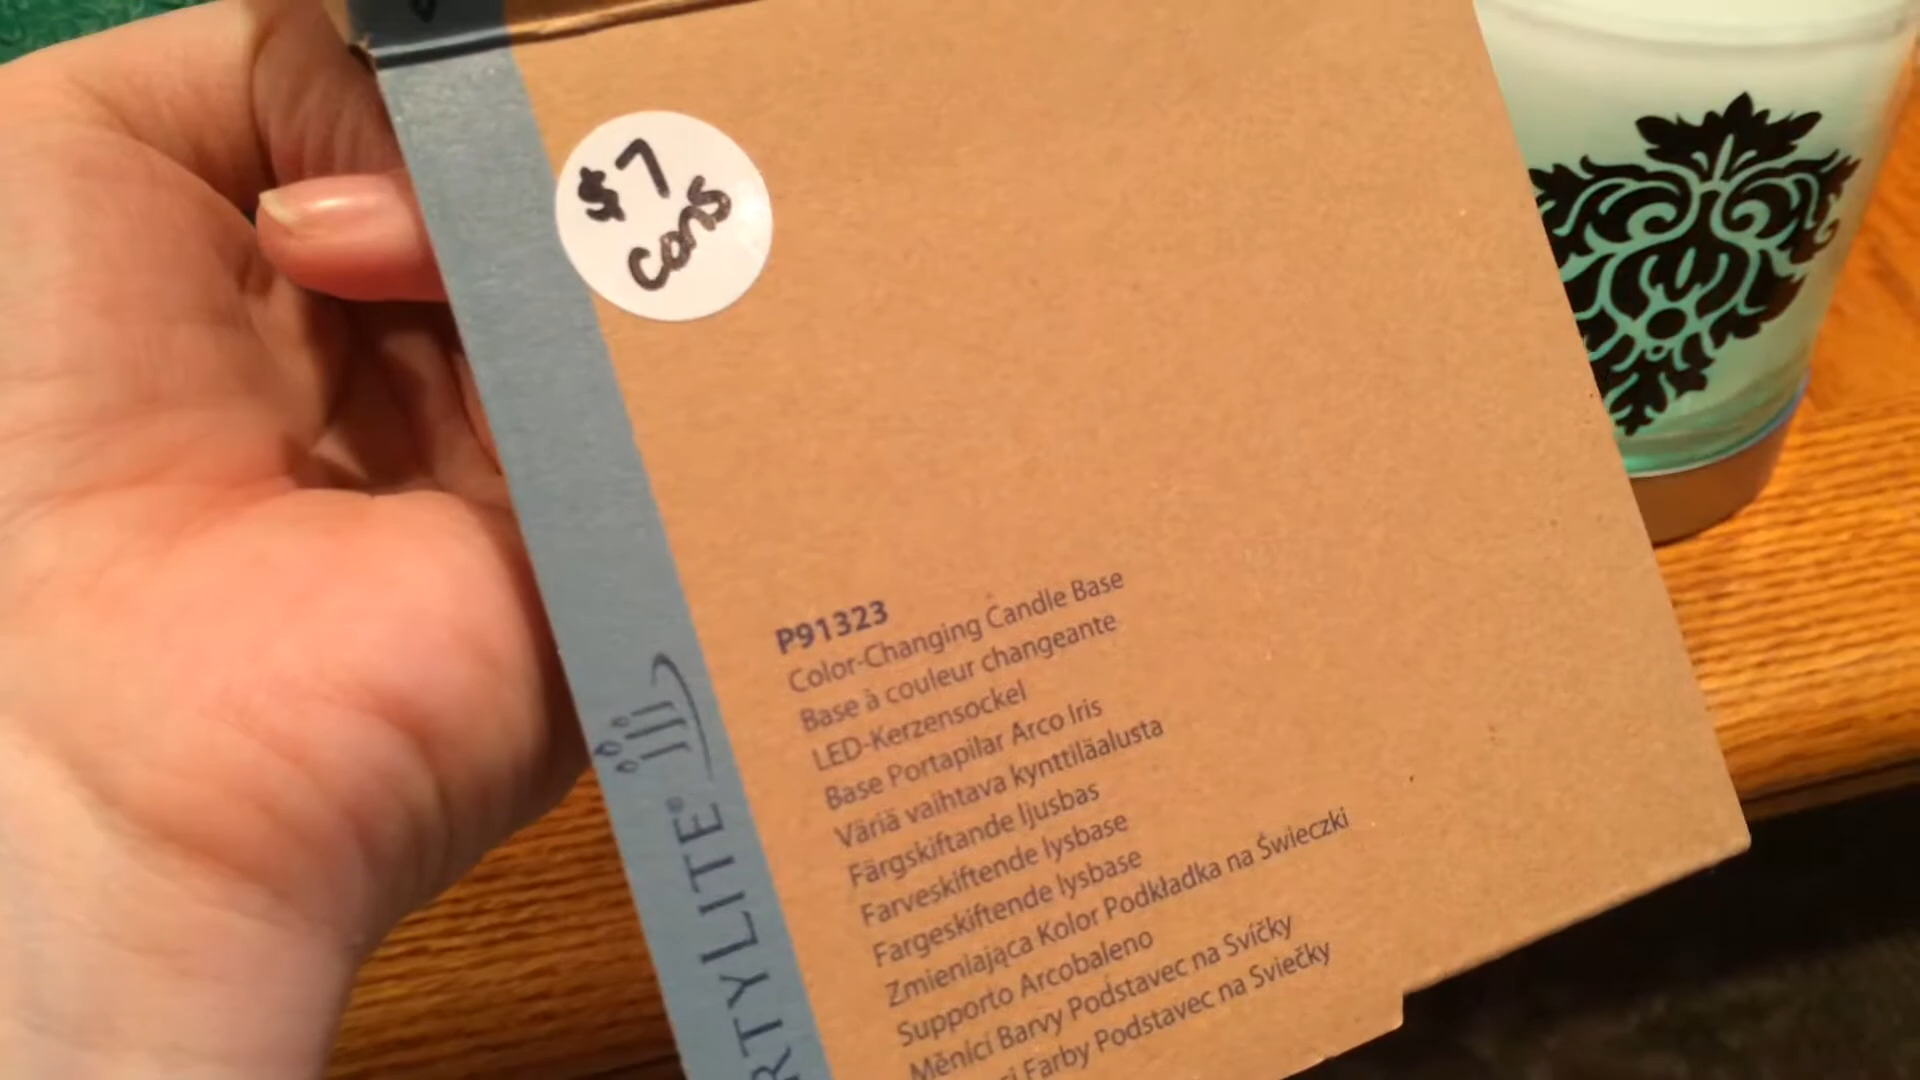 $7
cons
P91323
Color-Changing Candle Base
Base à couleur changeante
LED-Kerzensockel
Base Portapilar Arco Iris
Väriä vaihtava kynttiläalusta
Färgskiftande ljusbas
Farveskiftende lysbase
Fargeskiftende lysbase
Zmieniająca Kolor Podkładka na Świeczki
Supporto Arcobaleno
Měnící Barvy Podstavec na Svíčky
Farby Podstavec na Sviečky
RTYLITE®